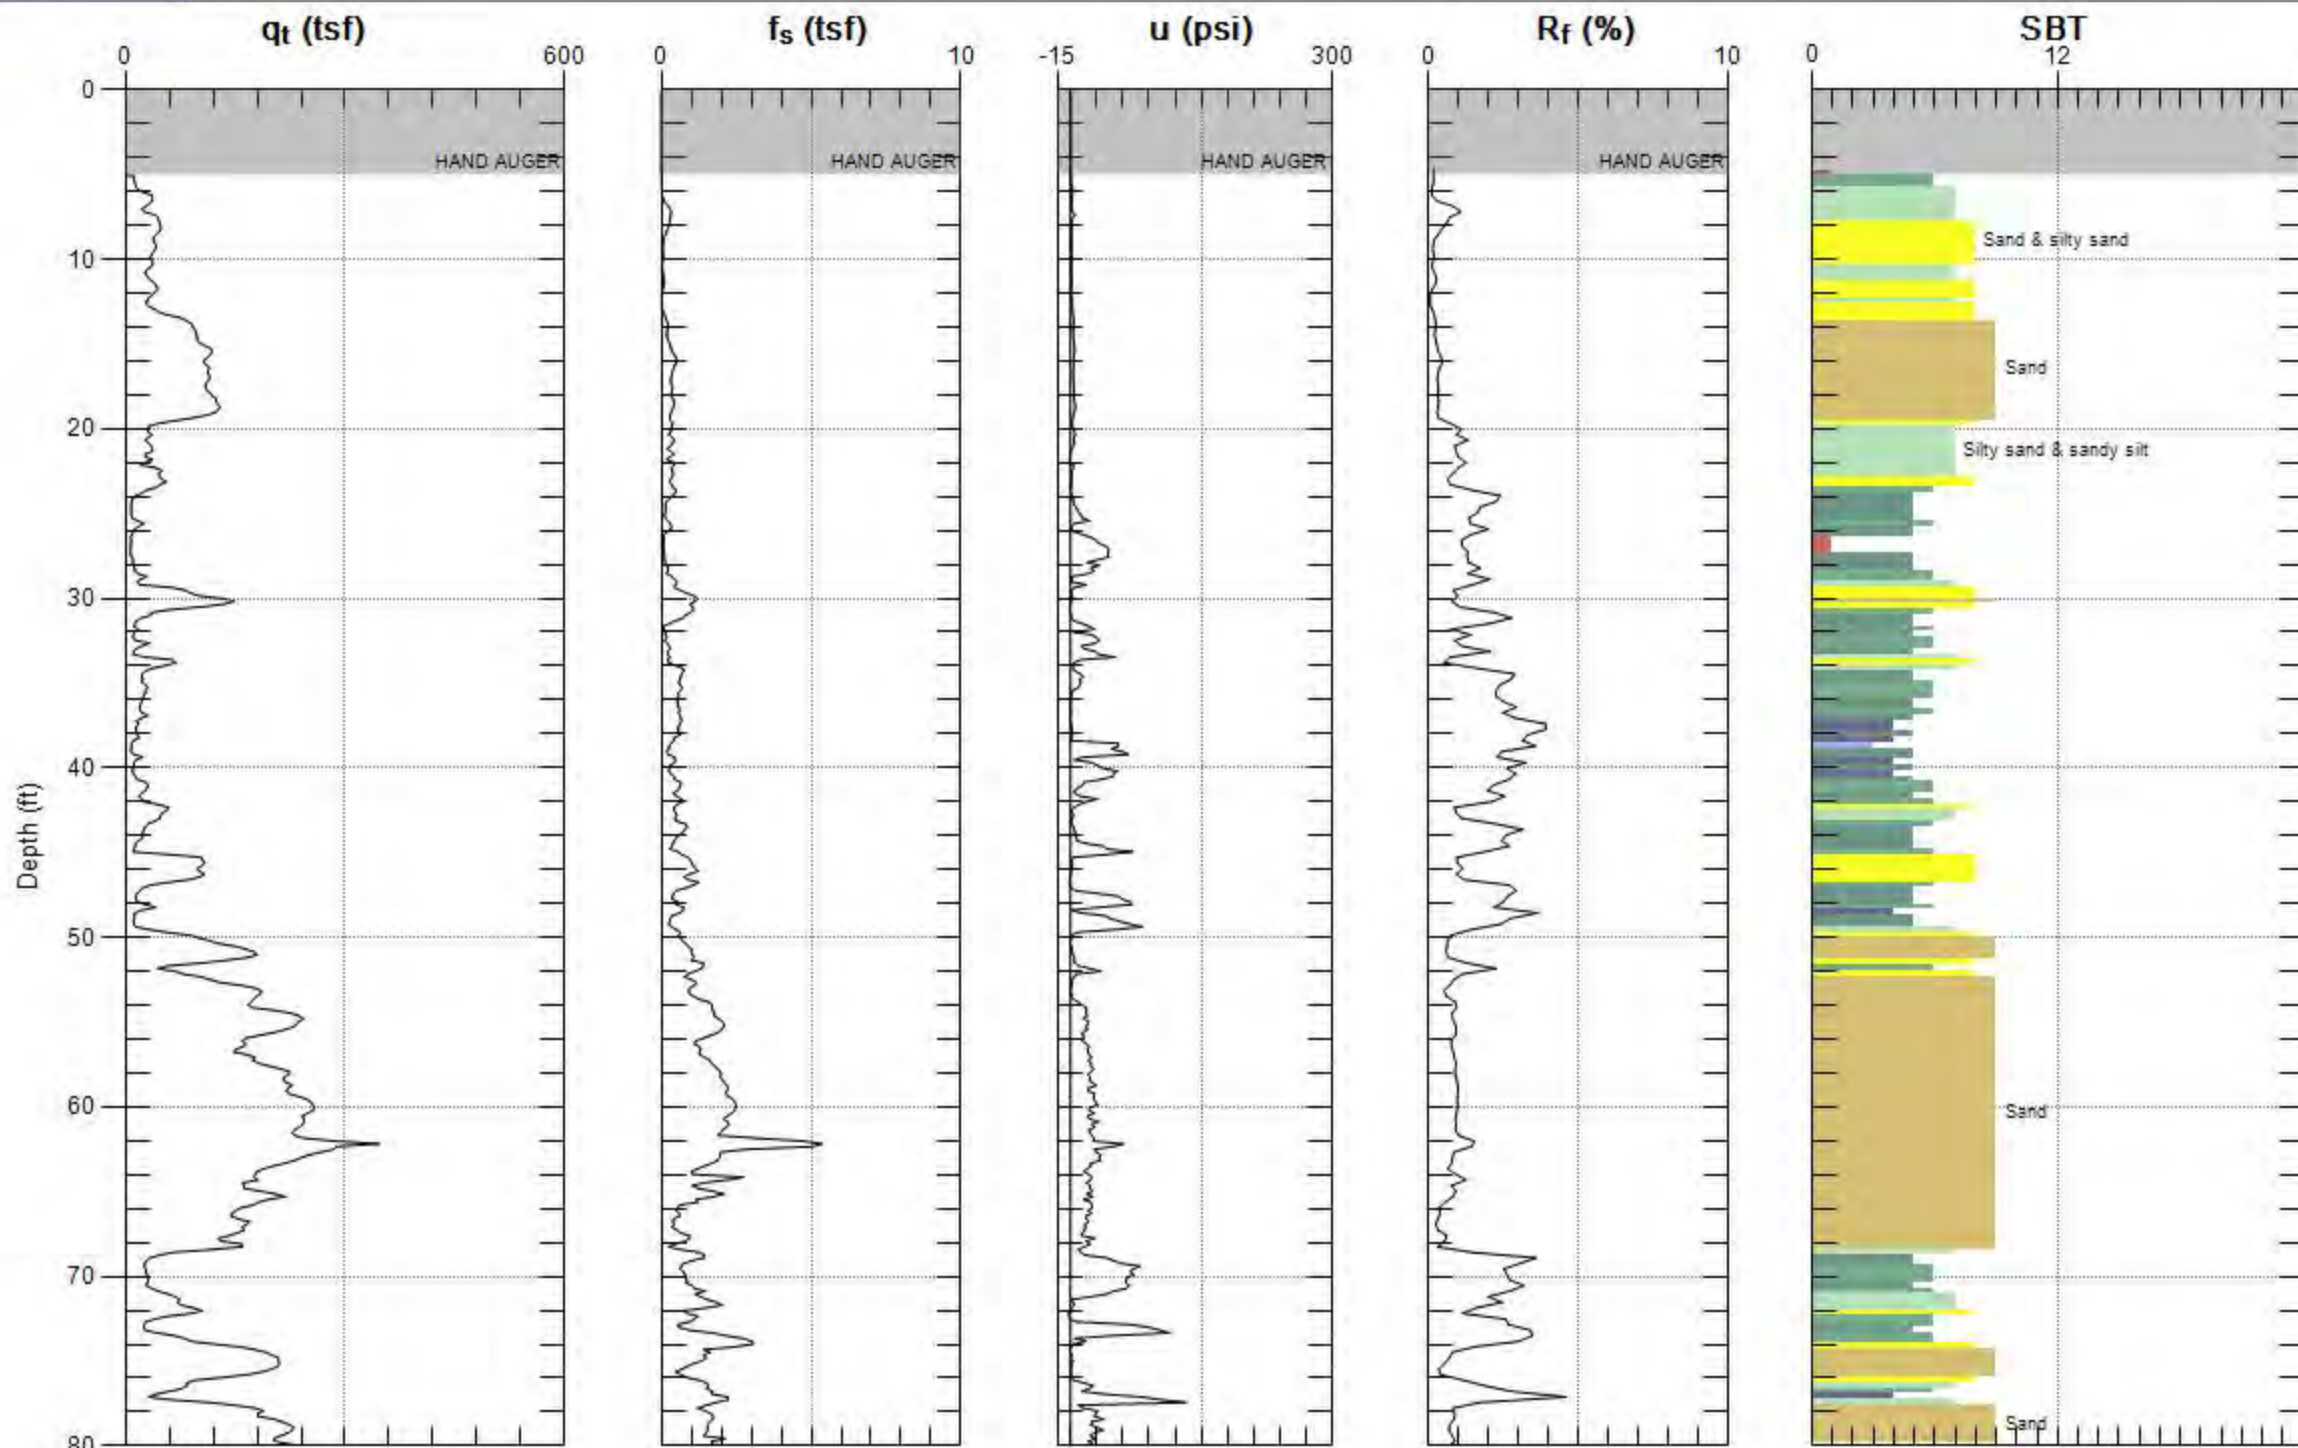 qt (tsf)
fs (tsf)
u (psi)
Rf (%)
SBT
0
600
0
10
-15
300
0
10
0
12
0
HAND AUGER
HAND AUGER
HAND AUGER
HAND AUGER
Sand & silty sand
10
Sand
20
Silty sand & sandy silt
30
40
Depth (ft)
50
60
Sand
70
Sand
80